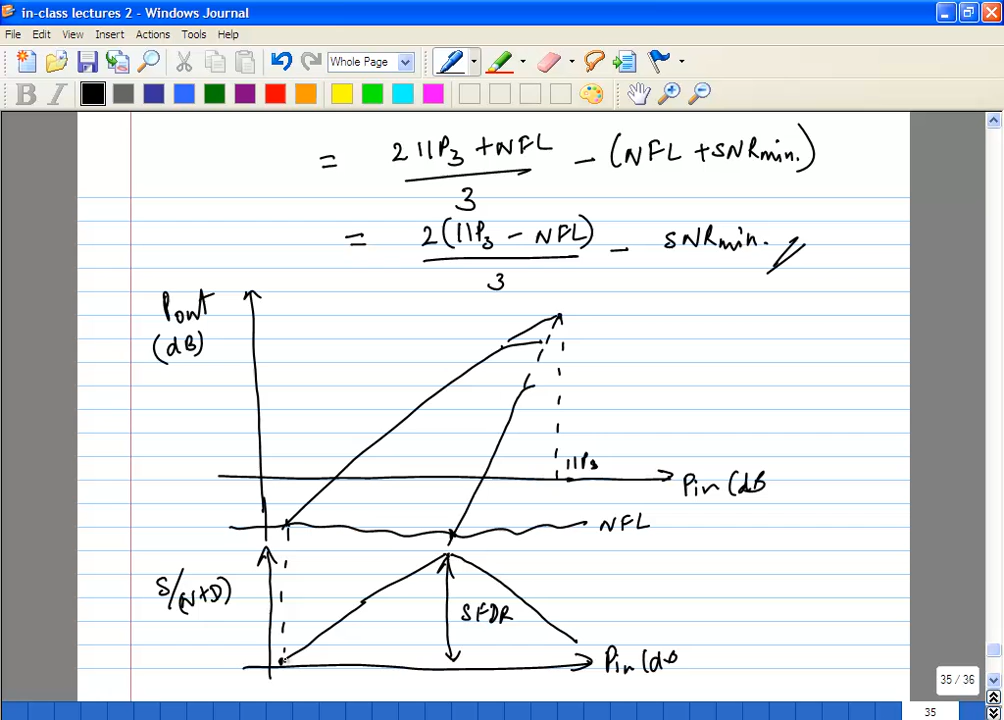 in-class lectures 2 - Windows Journal
File Edit View Insert Actions Tools Help
Whole Page
B I
= 2 IIP3 + NFL / 3 - (NFL + SNRmin.)
= 2(IIP3 - NFL) / 3 - SNRmin.
Pout
(dB)
IIP3
Pin (dB
NFL
S/(N+D)
SFDR
Pin (dB
35 / 36
35